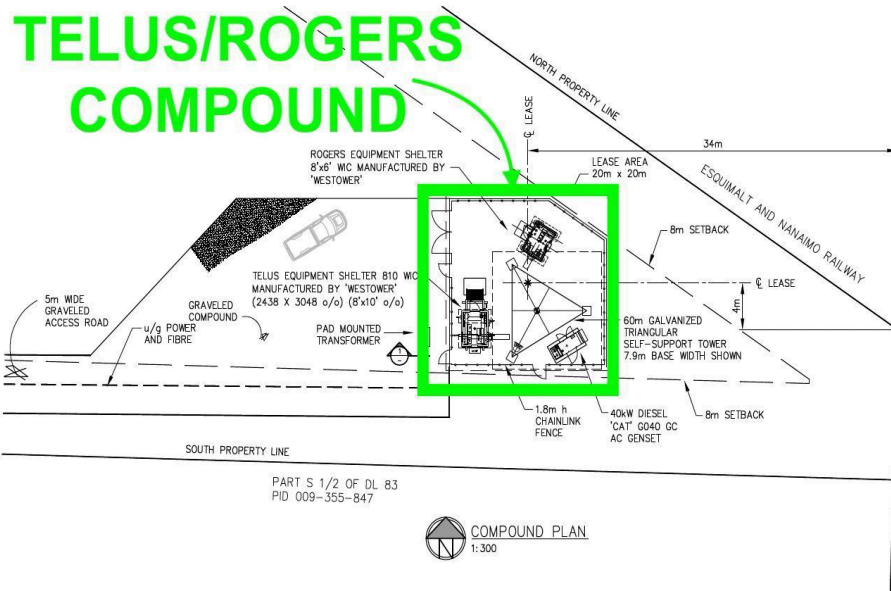 TELUS/ROGERS
COMPOUND
NORTH PROPERTY LINE
℄ LEASE
34m
ROGERS EQUIPMENT SHELTER
8'x6' WIC MANUFACTURED BY
'WESTOWER'
LEASE AREA
20m x 20m
ESQUIMALT AND NANAIMO RAILWAY
8m SETBACK
TELUS EQUIPMENT SHELTER 810 WIC
MANUFACTURED BY 'WESTOWER'
(2438 X 3048 o/o) (8'x10' o/o)
℄ LEASE
4m
5m WIDE
GRAVELED
ACCESS ROAD
u/g POWER
AND FIBRE
GRAVELED
COMPOUND
PAD MOUNTED
TRANSFORMER
1
60m GALVANIZED
TRIANGULAR
SELF-SUPPORT TOWER
7.9m BASE WIDTH SHOWN
1.8m h
CHAINLINK
FENCE
40kW DIESEL
'CAT' G040 GC
AC GENSET
8m SETBACK
SOUTH PROPERTY LINE
PART S 1/2 OF DL 83
PID 009-355-847
N
COMPOUND PLAN
1:300